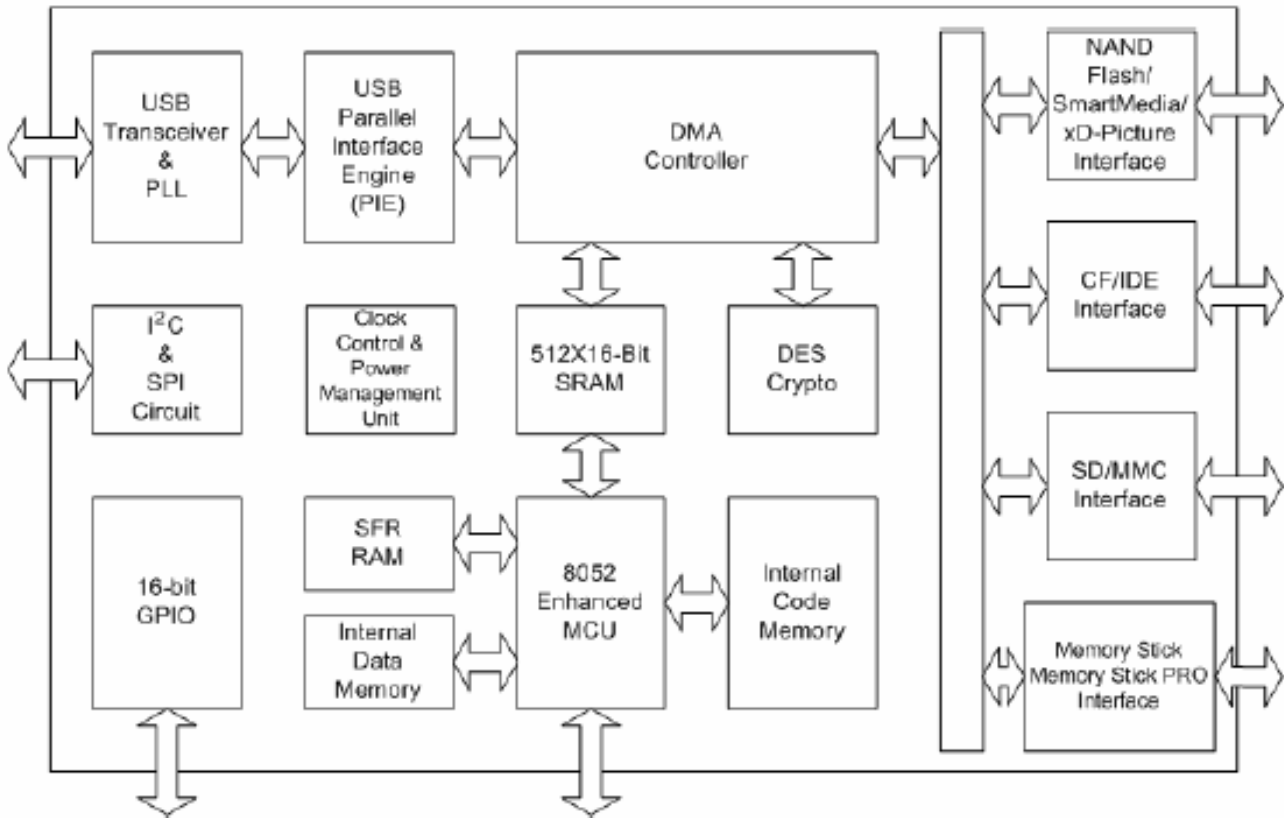 USB
Transceiver
&
PLL
USB
Parallel
Interface
Engine
(PIE)
DMA
Controller
NAND
Flash/
SmartMedia/
xD-Picture
Interface
I²C
&
SPI
Circuit
Clock
Control &
Power
Management
Unit
512X16-Bit
SRAM
DES
Crypto
CF/IDE
Interface
SD/MMC
Interface
16-bit
GPIO
SFR
RAM
Internal
Data
Memory
8052
Enhanced
MCU
Internal
Code
Memory
Memory Stick
Memory Stick PRO
Interface